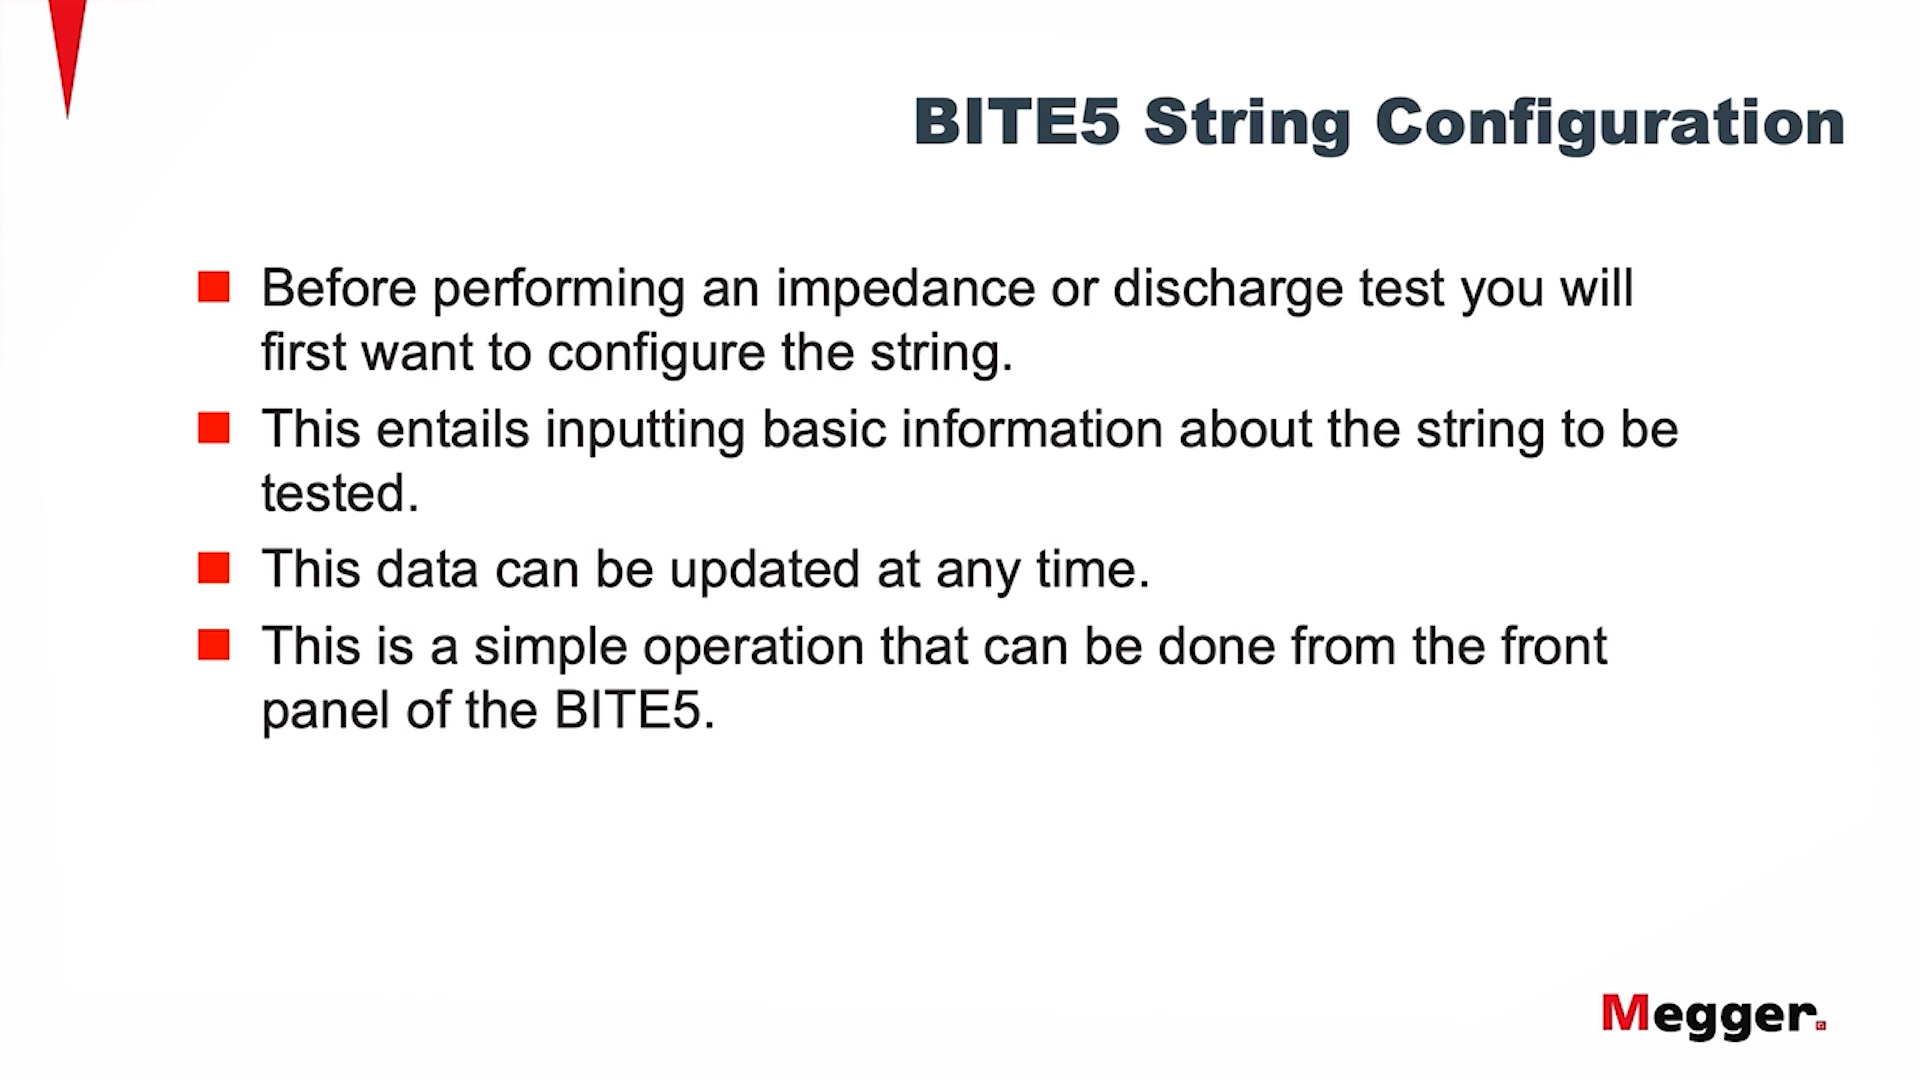 BITE5 String Configuration
Before performing an impedance or discharge test you will
first want to configure the string.
This entails inputting basic information about the string to be
tested.
This data can be updated at any time.
This is a simple operation that can be done from the front
panel of the BITE5.
Megger.